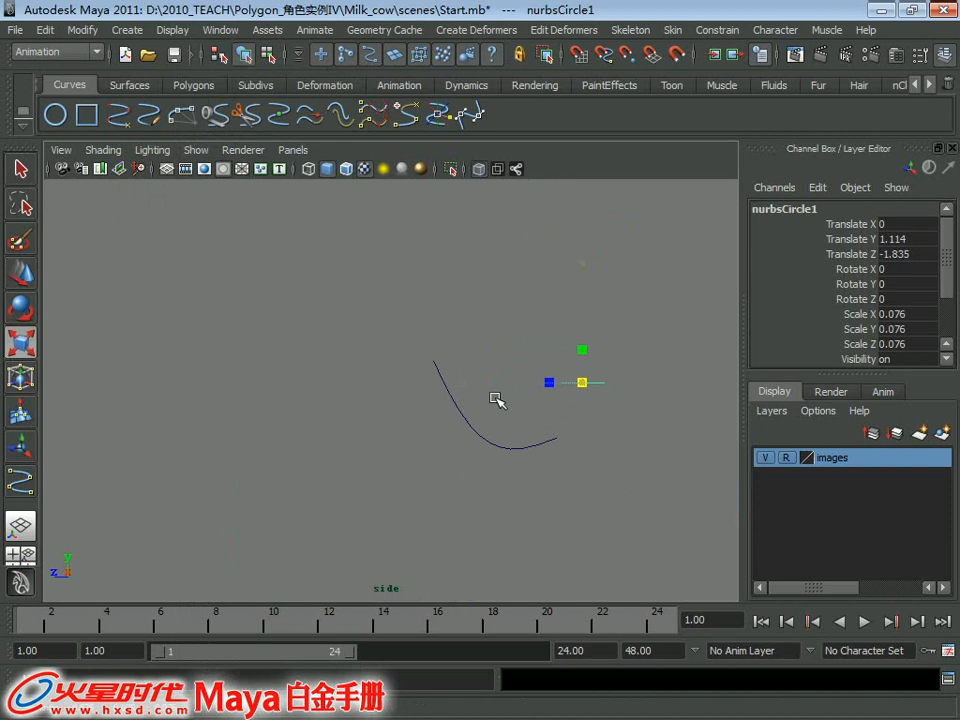 Autodesk Maya 2011: D:\2010_TEACH\Polygon_角色实例IV\Milk_cow\scenes\Start.mb* --- nurbsCircle1
File Edit Modify Create Display Window Assets Animate Geometry Cache Create Deformers Edit Deformers Skeleton Skin Constrain Character Muscle Help
Animation
Curves Surfaces Polygons Subdivs Deformation Animation Dynamics Rendering PaintEffects Toon Muscle Fluids Fur Hair nCl
View Shading Lighting Show Renderer Panels
Channel Box / Layer Editor
Channels Edit Object Show
nurbsCircle1
Translate X 0
Translate Y 1.114
Translate Z -1.835
Rotate X 0
Rotate Y 0
Rotate Z 0
Scale X 0.076
Scale Y 0.076
Scale Z 0.076
Visibility on
Display Render Anim
Layers Options Help
V R images
y
z x
side
2 4 6 8 10 12 14 16 18 20 22 24
1.00
1.00 1.00 1 24 24.00 48.00 No Anim Layer No Character Set
火星时代 Maya 白金手册
www.hxsd.com